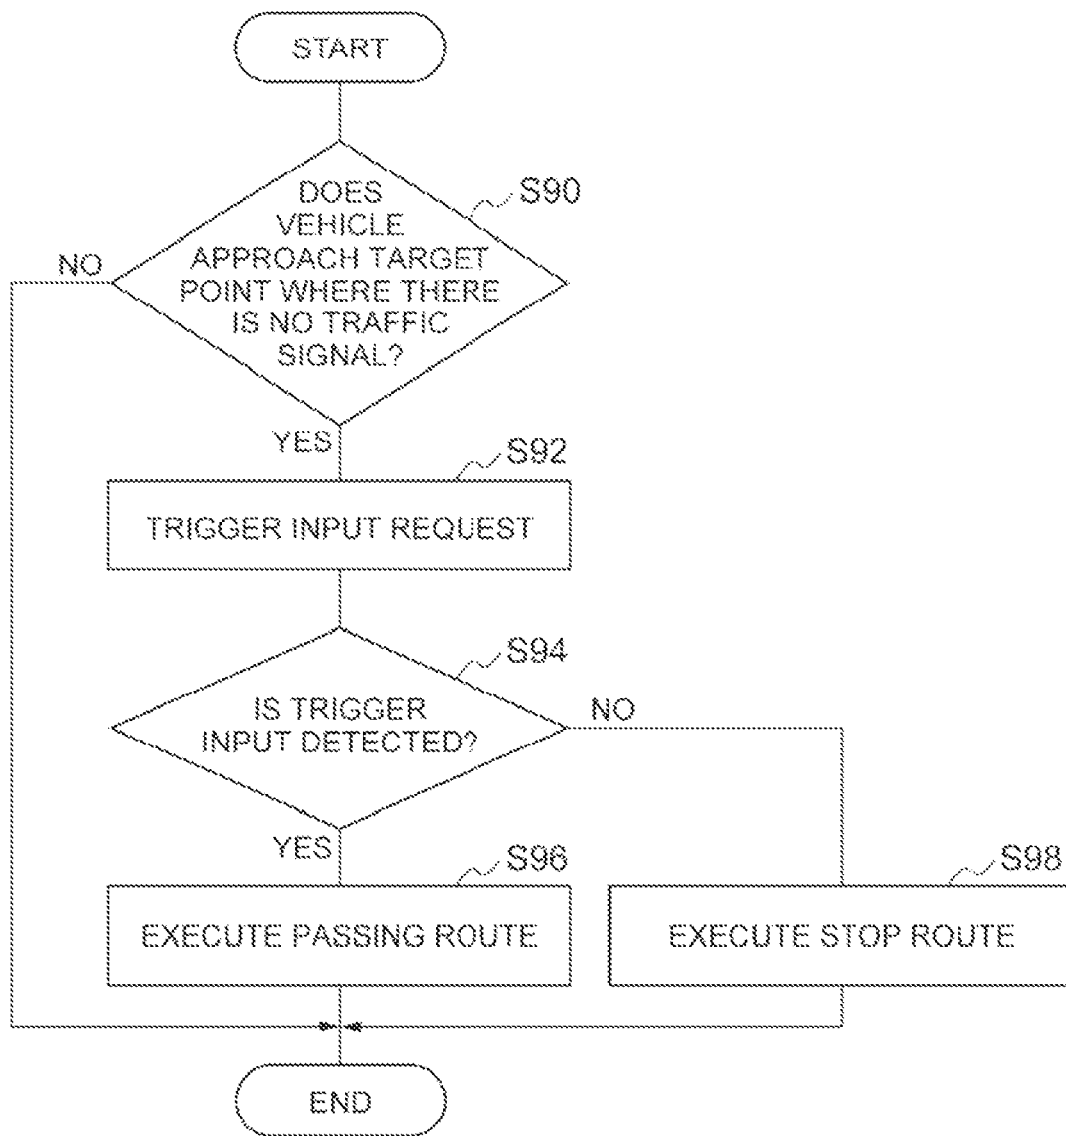 START
DOES
VEHICLE
APPROACH TARGET
POINT WHERE THERE
IS NO TRAFFIC
SIGNAL?
S90
NO
YES
S92
TRIGGER INPUT REQUEST
S94
IS TRIGGER
INPUT DETECTED?
NO
YES
S96
EXECUTE PASSING ROUTE
S98
EXECUTE STOP ROUTE
END